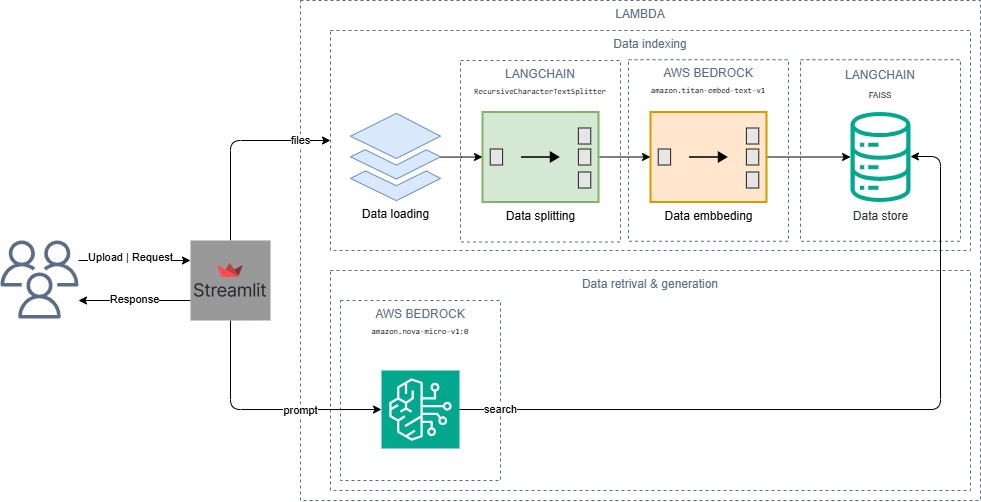 LAMBDA
Data indexing
LANGCHAIN
RecursiveCharacterTextSplitter
AWS BEDROCK
amazon.titan-embed-text-v1
LANGCHAIN
FAISS
files
Data loading
Data splitting
Data embbeding
Data store
Upload | Request
Response
Streamlit
Data retrival & generation
AWS BEDROCK
amazon.nova-micro-v1:0
prompt
search